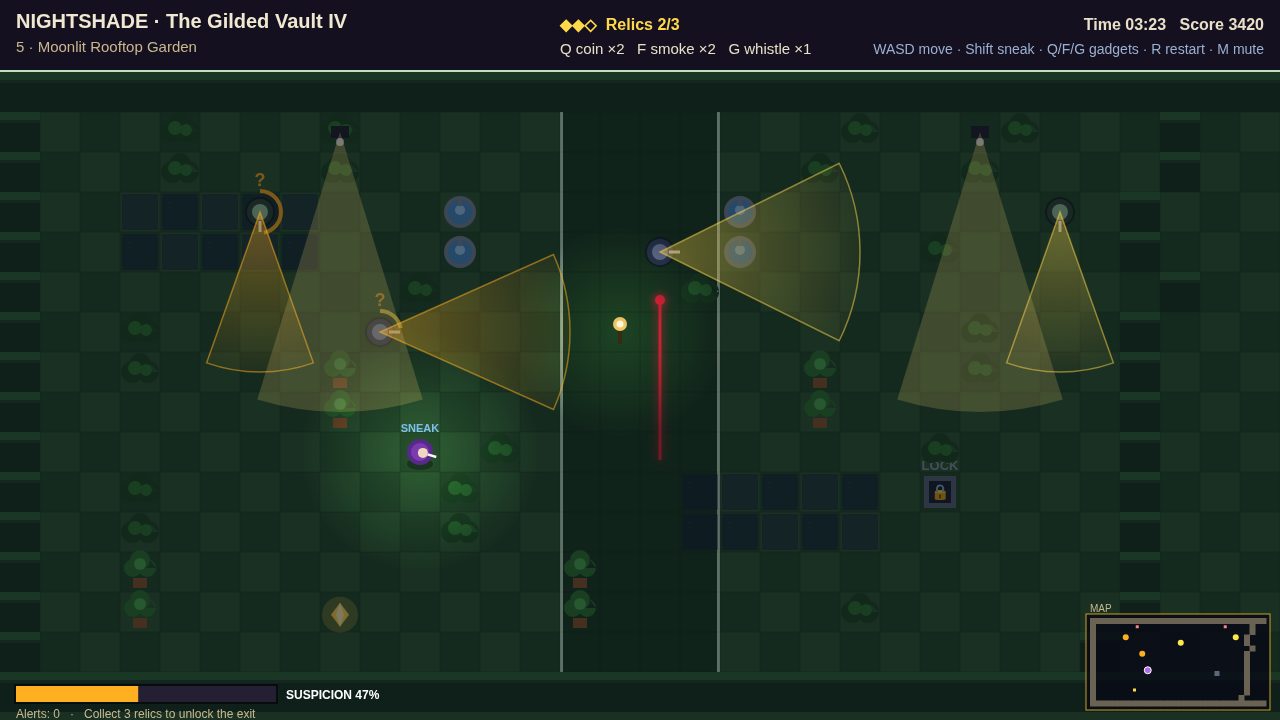 NIGHTSHADE · The Gilded Vault IV
5 · Moonlit Rooftop Garden
Relics 2/3
Q coin ×2 F smoke ×2 G whistle ×1
Time 03:23 Score 3420
WASD move · Shift sneak · Q/F/G gadgets · R restart · M mute
?
?
SNEAK
LOCK
MAP
SUSPICION 47%
Alerts: 0 · Collect 3 relics to unlock the exit